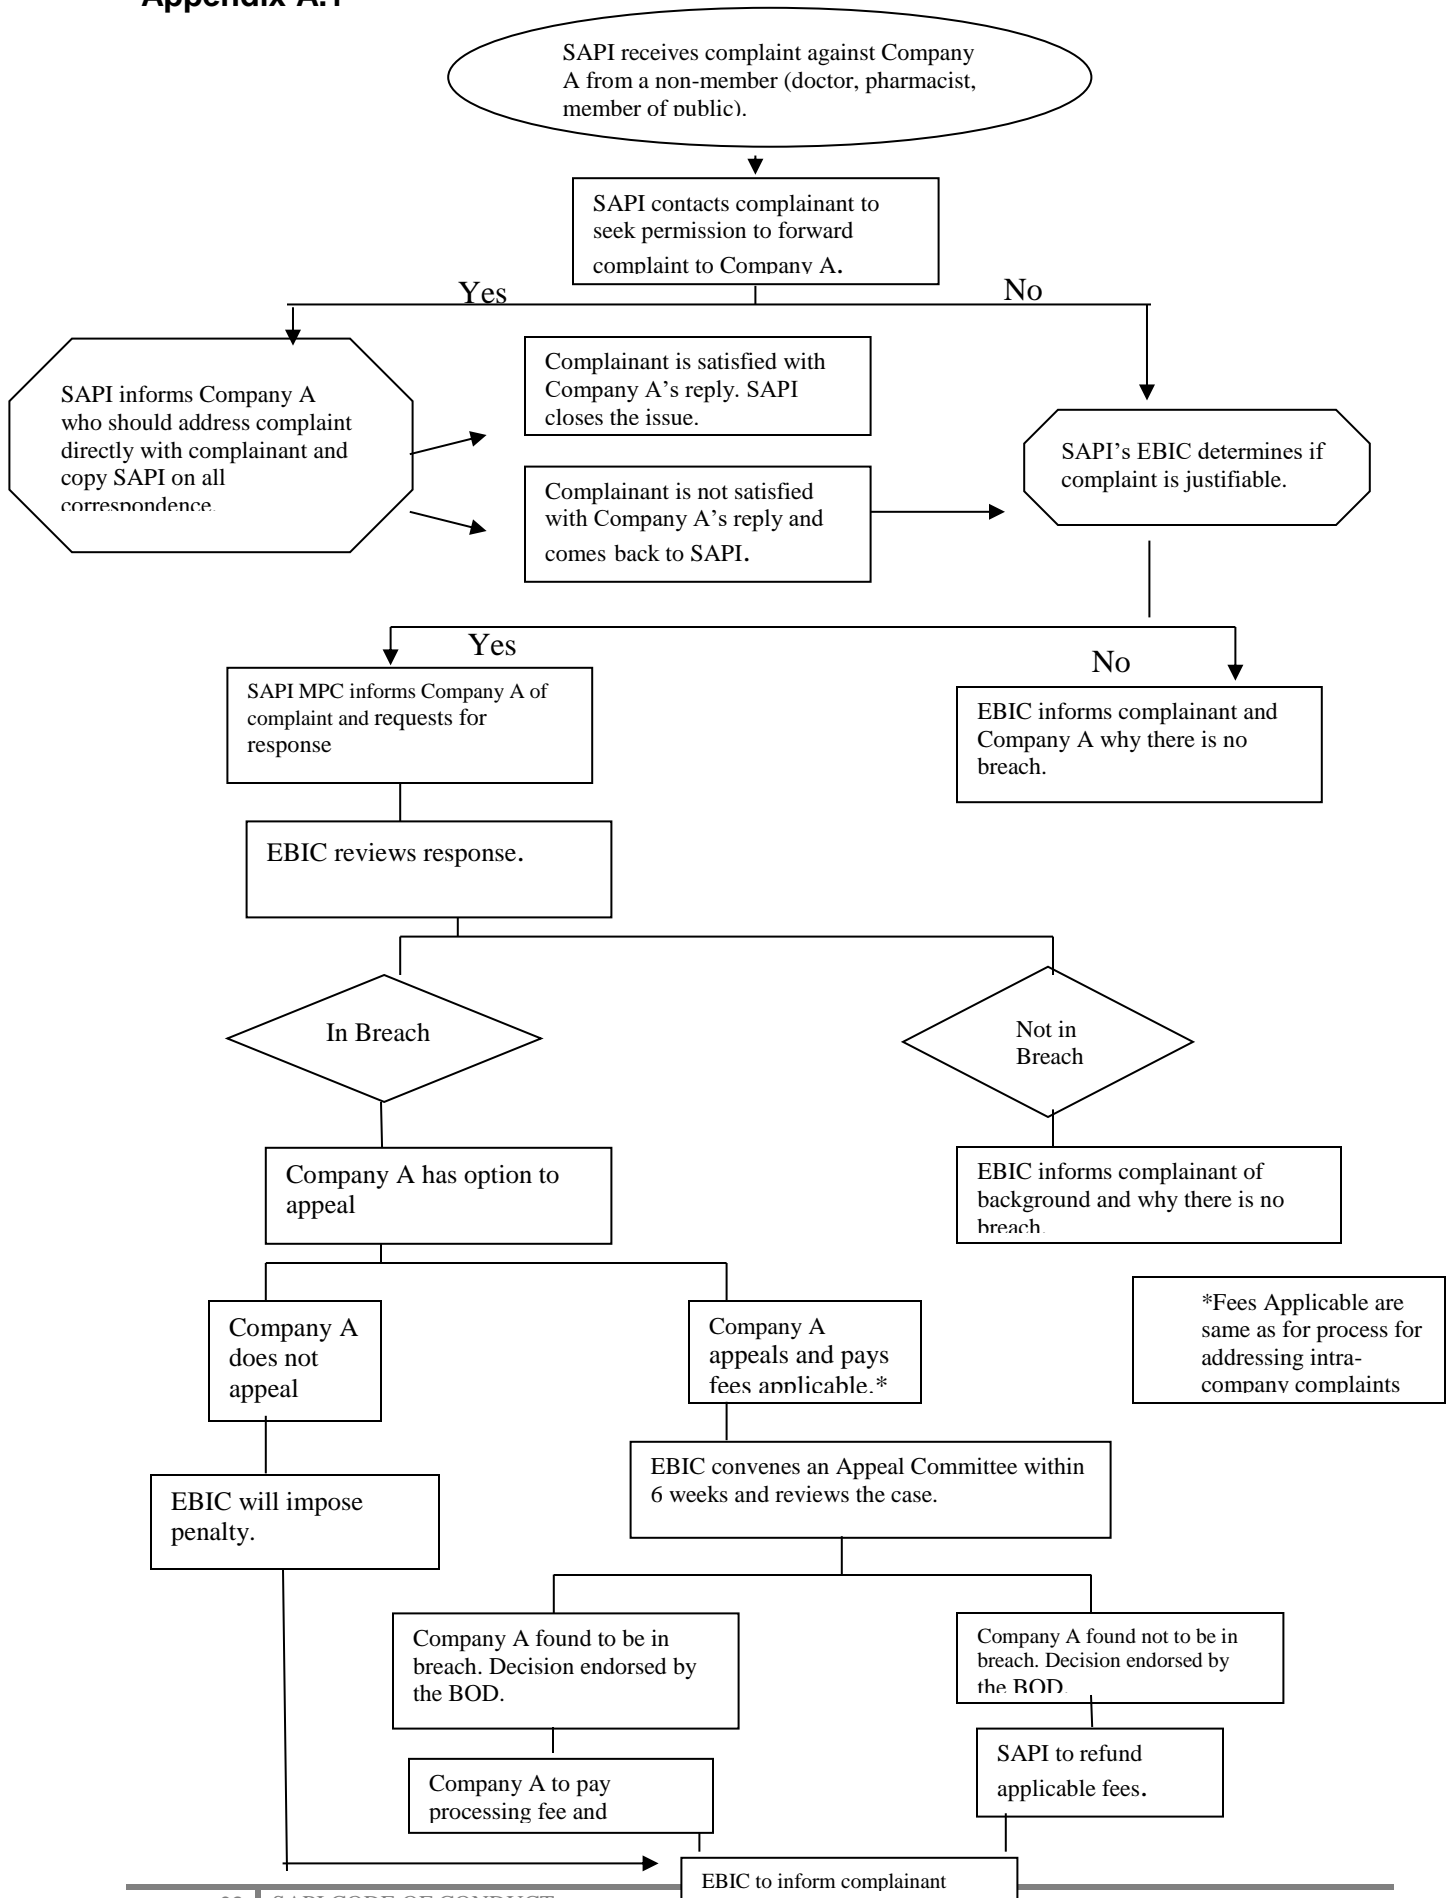 Appendix A.1
SAPI receives complaint against Company
A from a non-member (doctor, pharmacist,
member of public).
SAPI contacts complainant to
seek permission to forward
complaint to Company A.
Yes
No
SAPI informs Company A
who should address complaint
directly with complainant and
copy SAPI on all
correspondence.
Complainant is satisfied with
Company A’s reply. SAPI
closes the issue.
Complainant is not satisfied
with Company A’s reply and
comes back to SAPI.
SAPI’s EBIC determines if
complaint is justifiable.
Yes
No
SAPI MPC informs Company A of
complaint and requests for
response
EBIC informs complainant and
Company A why there is no
breach.
EBIC reviews response.
In Breach
Not in
Breach
Company A has option to
appeal
EBIC informs complainant of
background and why there is no
breach.
Company A
does not
appeal
Company A
appeals and pays
fees applicable.*
*Fees Applicable are
same as for process for
addressing intra-
company complaints
EBIC will impose
penalty.
EBIC convenes an Appeal Committee within
6 weeks and reviews the case.
Company A found to be in
breach. Decision endorsed by
the BOD.
Company A found not to be in
breach. Decision endorsed by
the BOD.
Company A to pay
processing fee and
SAPI to refund
applicable fees.
EBIC to inform complainant
SAPI CODE OF CONDUCT